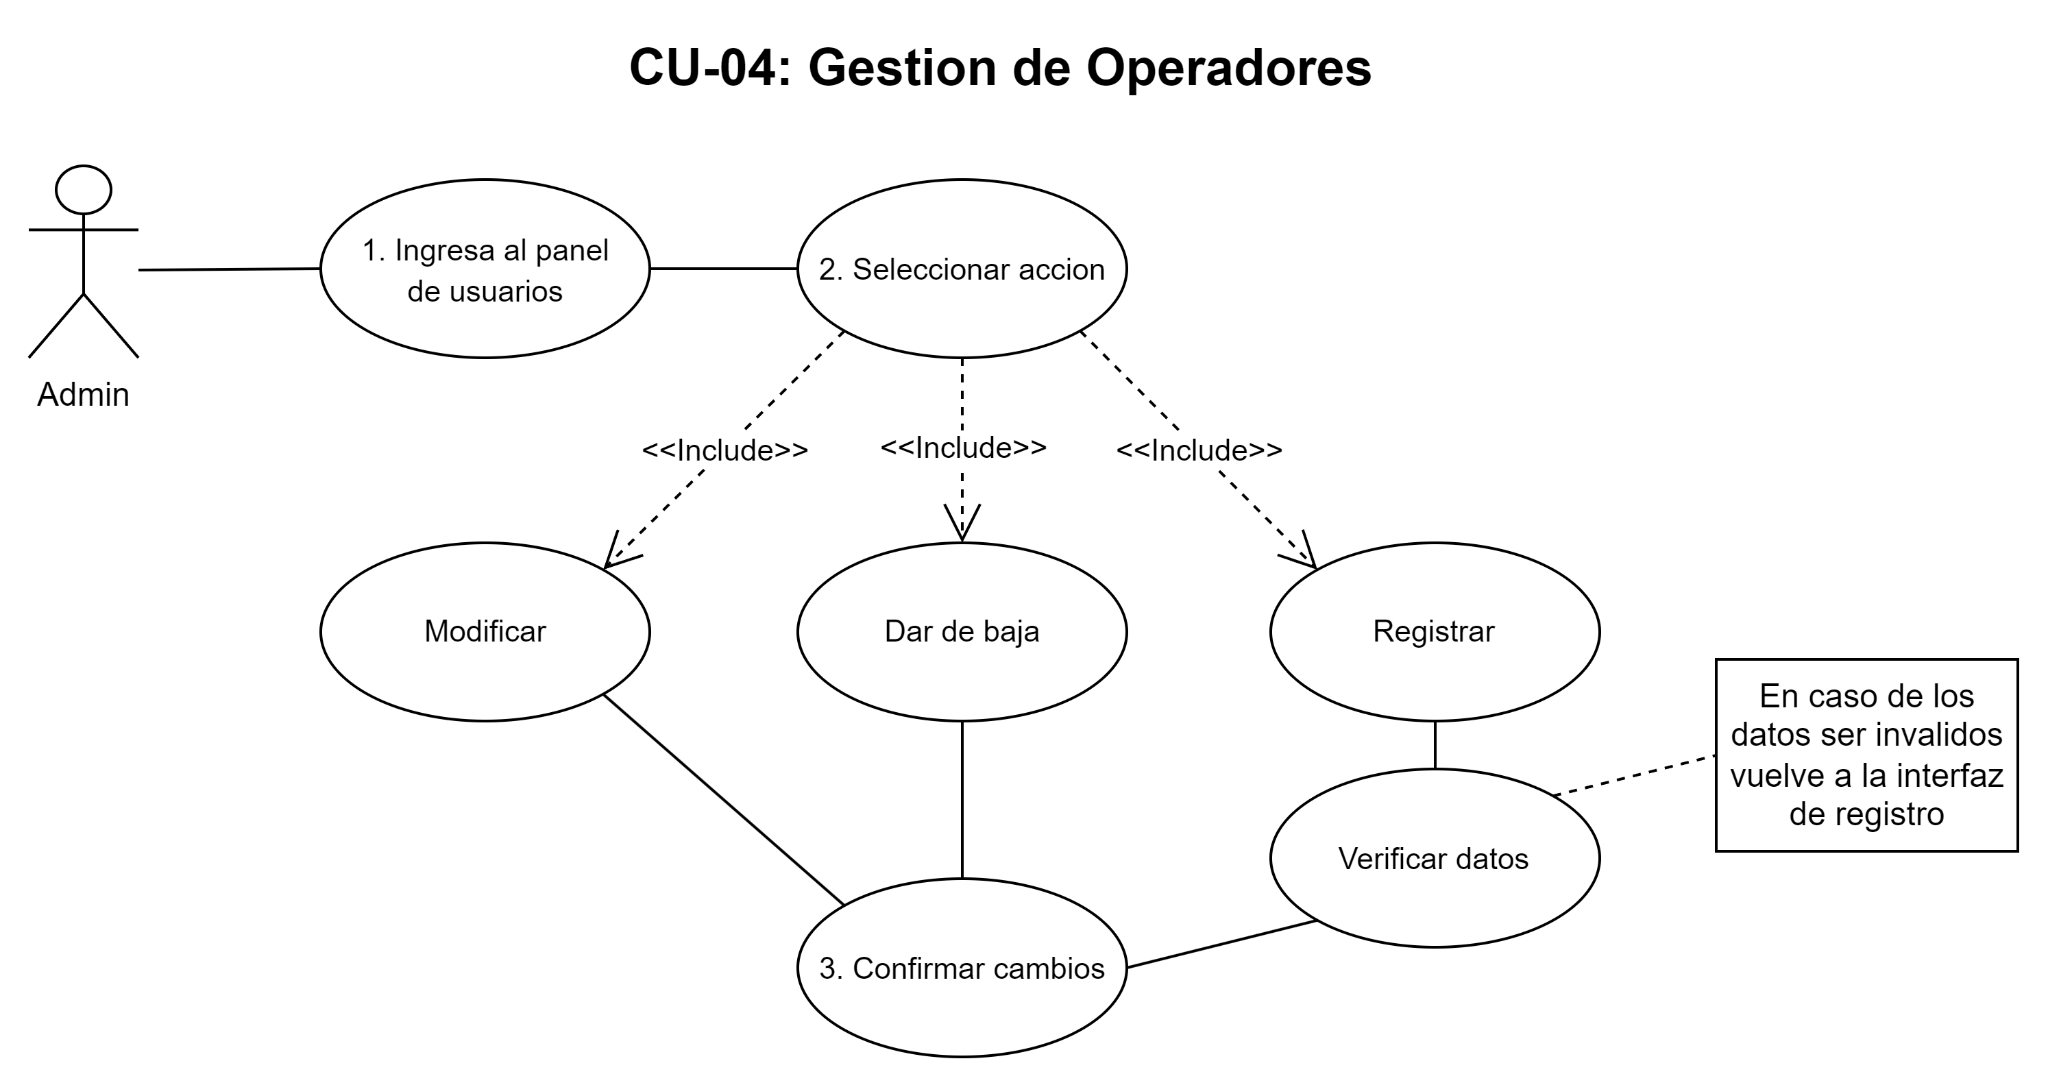 CU-04: Gestion de Operadores
Admin
1. Ingresa al panel
de usuarios
2. Seleccionar accion
<<Include>>
<<Include>>
<<Include>>
Modificar
Dar de baja
Registrar
En caso de los
datos ser invalidos
vuelve a la interfaz
de registro
Verificar datos
3. Confirmar cambios